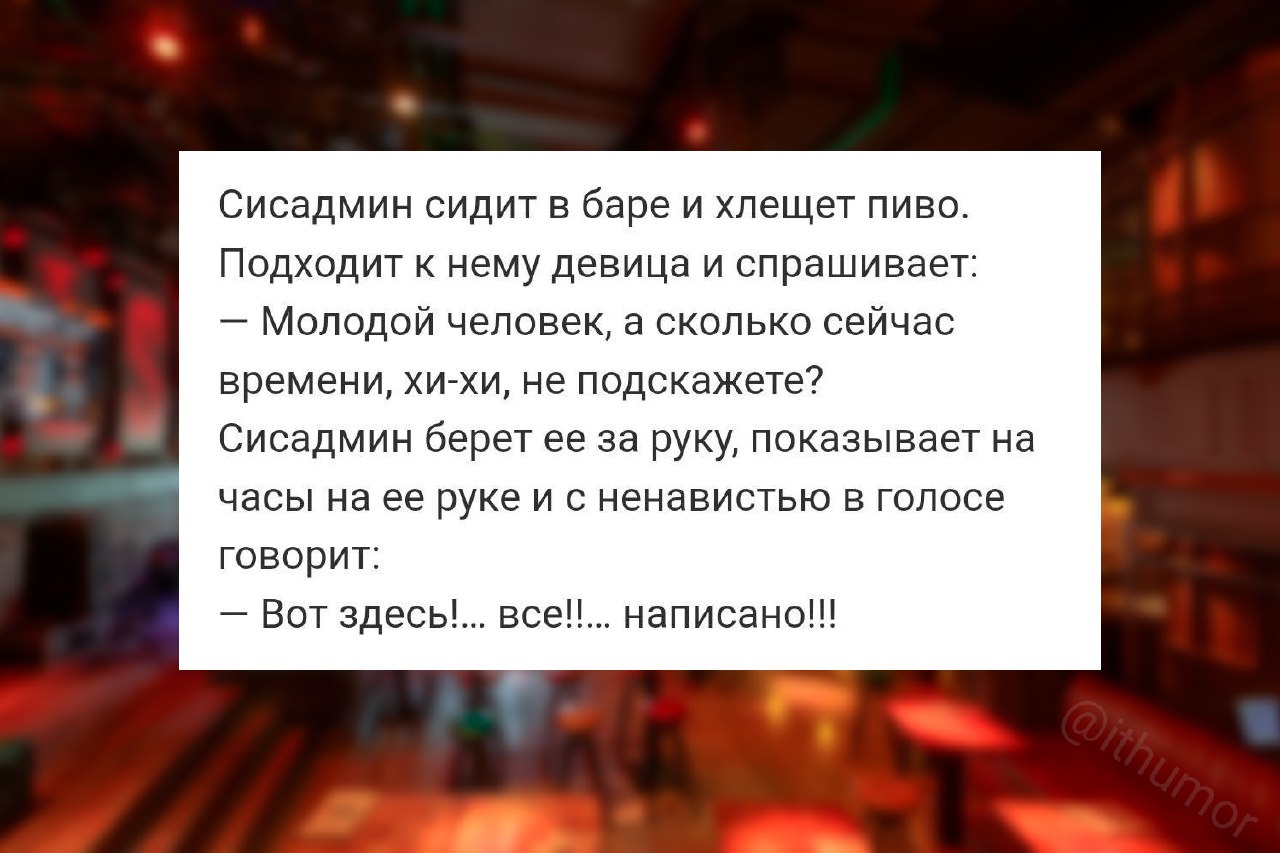 Сисадмин сидит в баре и хлещет пиво.
Подходит к нему девица и спрашивает:
— Молодой человек, а сколько сейчас
времени, хи-хи, не подскажете?
Сисадмин берет ее за руку, показывает на
часы на ее руке и с ненавистью в голосе
говорит:
— Вот здесь!... все!!... написано!!!
@ithumor